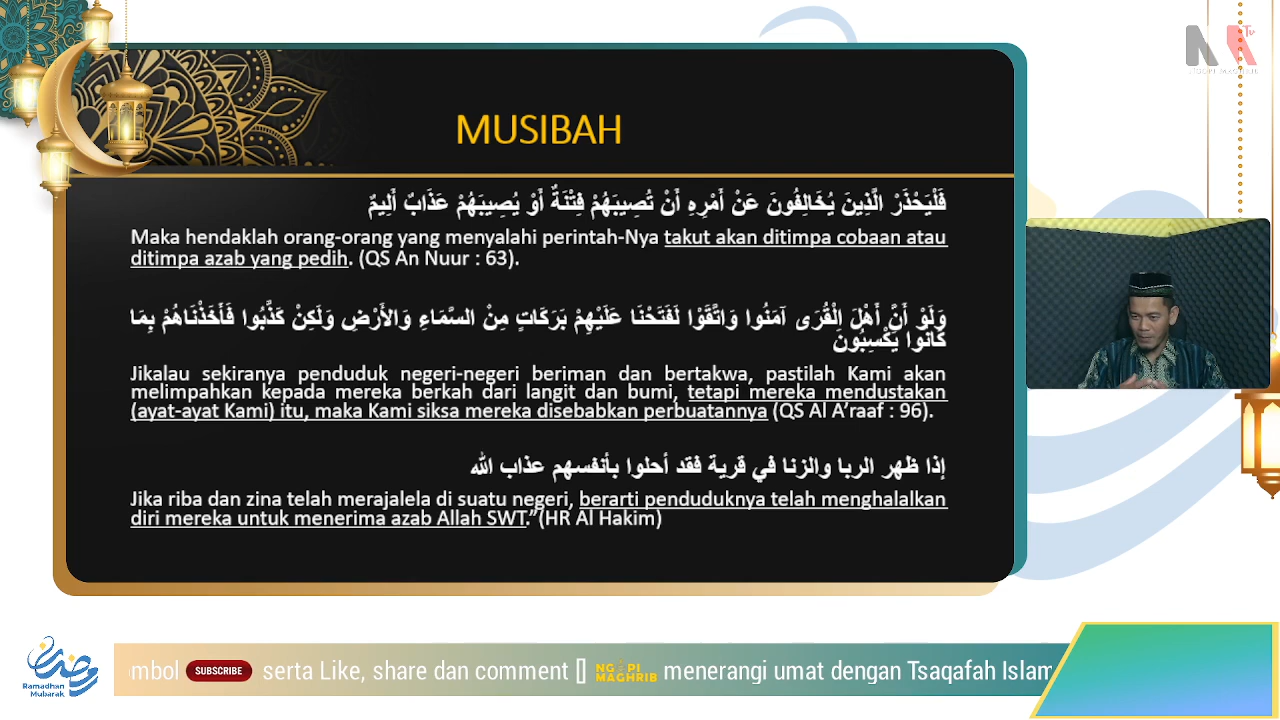 MUSIBAH
فَلْيَحْذَرْ الَّذِينَ يُخَالِفُونَ عَنْ أَمْرِهِ أَنْ تُصِيبَهُمْ فِتْنَةٌ أَوْ يُصِيبَهُمْ عَذَابٌ أَلِيمٌ
Maka hendaklah orang-orang yang menyalahi perintah-Nya takut akan ditimpa cobaan atau
ditimpa azab yang pedih. (QS An Nuur : 63).
وَلَوْ أَنَّ أَهْلَ الْقُرَى آمَنُوا وَاتَّقَوْا لَفَتَحْنَا عَلَيْهِمْ بَرَكَاتٍ مِنْ السَّمَاءِ وَالأَرْضِ وَلَكِنْ كَذَّبُوا فَأَخَذْنَاهُمْ بِمَا
كَانُوا يَكْسِبُونَ
Jikalau sekiranya penduduk negeri-negeri beriman dan bertakwa, pastilah Kami akan
melimpahkan kepada mereka berkah dari langit dan bumi, tetapi mereka mendustakan
(ayat-ayat Kami) itu, maka Kami siksa mereka disebabkan perbuatannya (QS Al A’raaf : 96).
إذا ظهر الربا والزنا في قرية فقد أحلوا بأنفسهم عذاب الله
Jika riba dan zina telah merajalela di suatu negeri, berarti penduduknya telah menghalalkan
diri mereka untuk menerima azab Allah SWT.”(HR Al Hakim)
mbol SUBSCRIBE serta Like, share dan comment [] NGOPI MAGHRIB menerangi umat dengan Tsaqafah Islam
رمضان
Ramadhan
Mubarak
Tv
NGOPI MAGHRIB